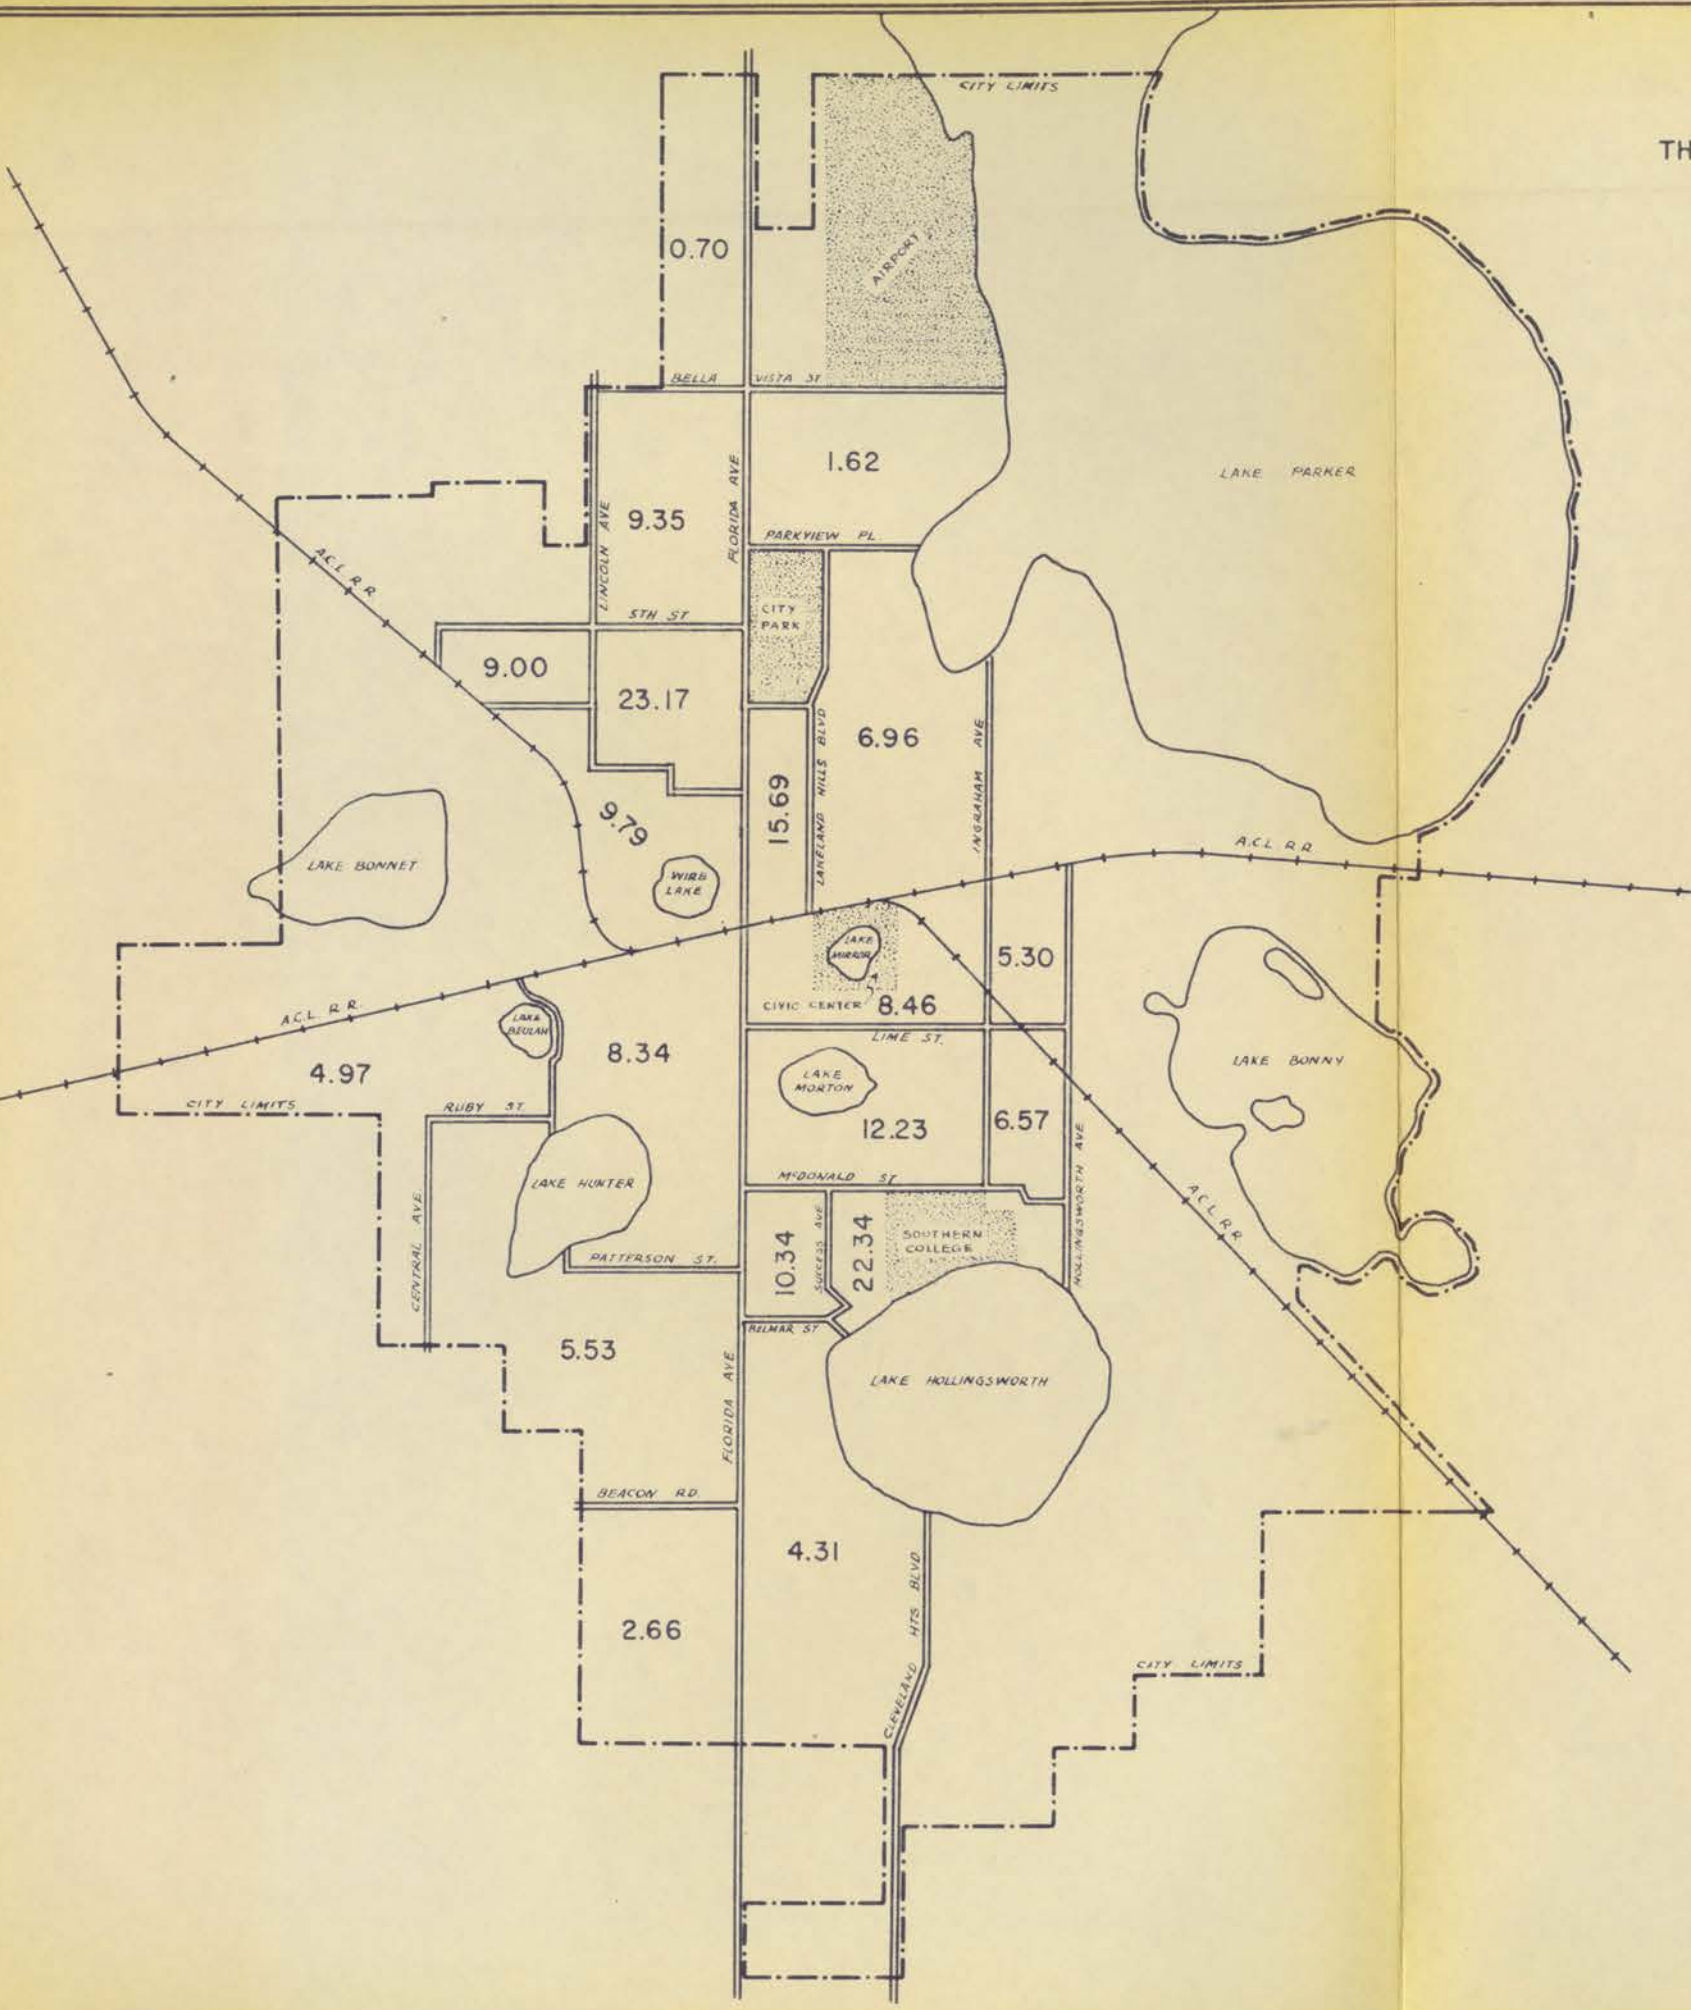 CITY LIMITS
TH
0.70
AIRPORT
BELLA VISTA ST
1.62
LAKE PARKER
FLORIDA AVE
LINCOLN AVE
9.35
PARKVIEW PL
A.C.L. R.R.
CITY
PARK
5TH ST
9.00
23.17
6.96
LAKELAND HILLS BLVD
INGRAHAM AVE
15.69
9.79
A.C.L. R.R.
LAKE BONNET
WIRE
LAKE
LAKE
MIRROR
5.30
CIVIC CENTER
8.46
A.C.L. R.R.
LAKE
BEULAH
LIME ST.
8.34
LAKE BONNY
4.97
LAKE
MORTON
CITY LIMITS
RUBY ST.
12.23
6.57
McDONALD ST
LAKE HUNTER
HOLLINGSWORTH AVE
A.C.L. R.R.
CENTRAL AVE.
SUCCESS AVE
10.34
22.34
SOUTHERN
COLLEGE
PATTERSON ST.
BELMAR ST
5.53
LAKE HOLLINGSWORTH
FLORIDA AVE
BEACON RD.
4.31
2.66
CLEVELAND HTS BLVD
CITY LIMITS